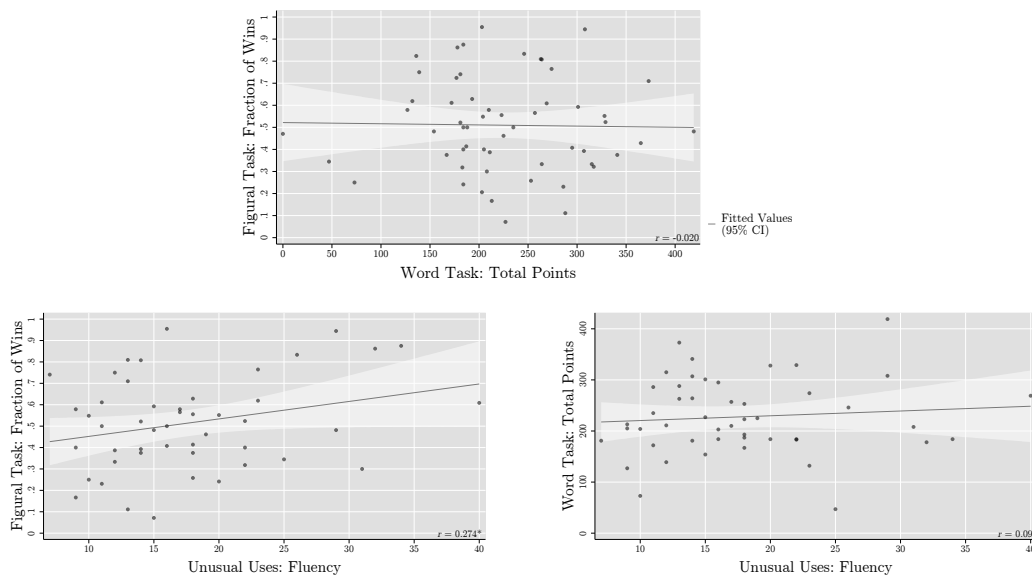 Figural Task: Fraction of Wins
0 .1 .2 .3 .4 .5 .6 .7 .8 .9 1
r = -0.020
0 50 100 150 200 250 300 350 400
Word Task: Total Points
Fitted Values
(95% CI)
Figural Task: Fraction of Wins
0 .1 .2 .3 .4 .5 .6 .7 .8 .9 1
r = 0.274*
10 15 20 25 30 35 40
Unusual Uses: Fluency
Word Task: Total Points
0 100 200 300 400
r = 0.09
10 15 20 25 30 35 40
Unusual Uses: Fluency